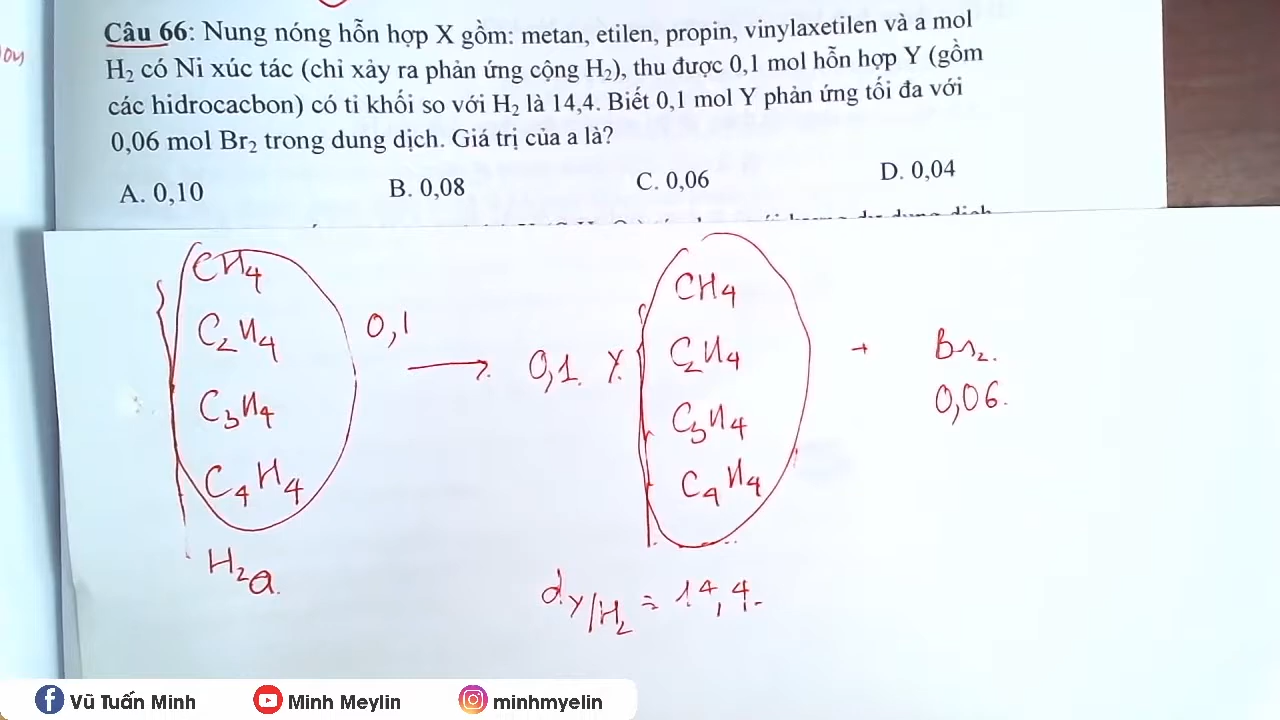 Câu 66: Nung nóng hỗn hợp X gồm: metan, etilen, propin, vinylaxetilen và a mol
H₂ có Ni xúc tác (chỉ xảy ra phản ứng cộng H₂), thu được 0,1 mol hỗn hợp Y (gồm
các hidrocacbon) có tỉ khối so với H₂ là 14,4. Biết 0,1 mol Y phản ứng tối đa với
0,06 mol Br₂ trong dung dịch. Giá trị của a là?
A. 0,10 B. 0,08 C. 0,06 D. 0,04
CH₄
C₂H₄
C₃H₄
C₄H₄
H₂ a.
0,1
0,1 Y
CH₄
C₂H₄
C₃H₄
C₄H₄
+ Br₂.
0,06.
d Y/H₂ = 14,4.
Vũ Tuấn Minh Minh Meylin minhmyelin